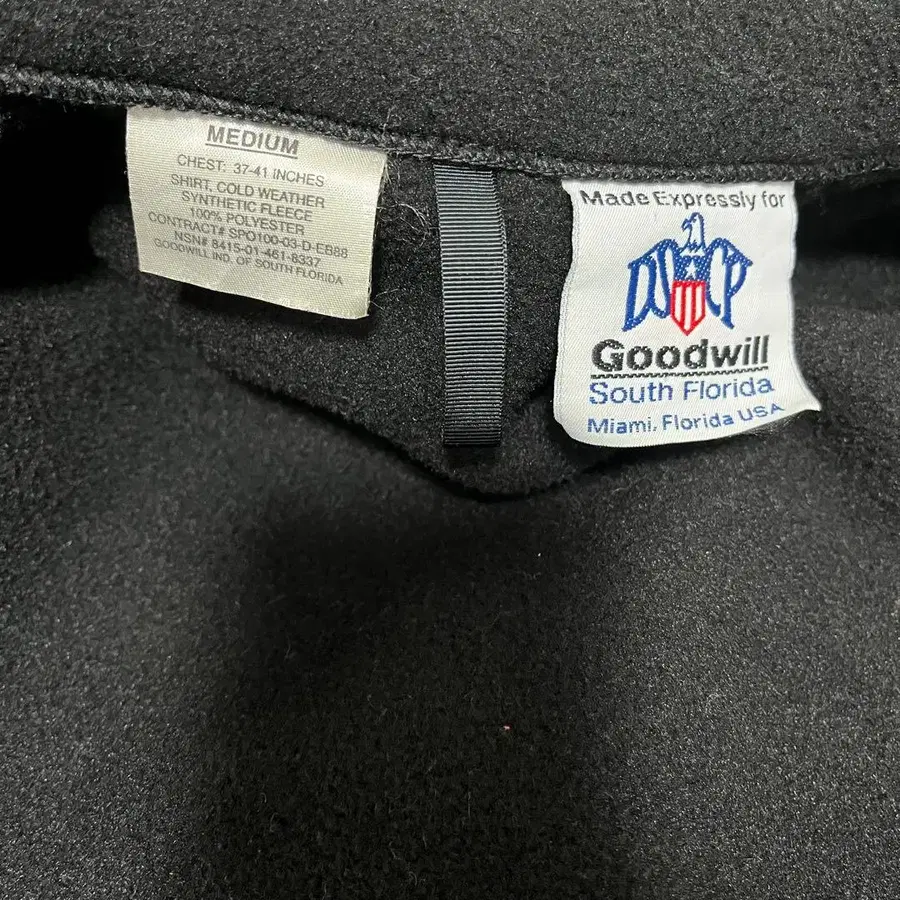 MEDIUM
CHEST: 37-41 INCHES
SHIRT, COLD WEATHER
SYNTHETIC FLEECE
100% POLYESTER
CONTRACT# SPO100-03-D-EB88
NSN# 8415-01-461-8337
GOODWILL IND. OF SOUTH FLORIDA
Made Expressly for
DSCP
Goodwill
South Florida
Miami, Florida USA